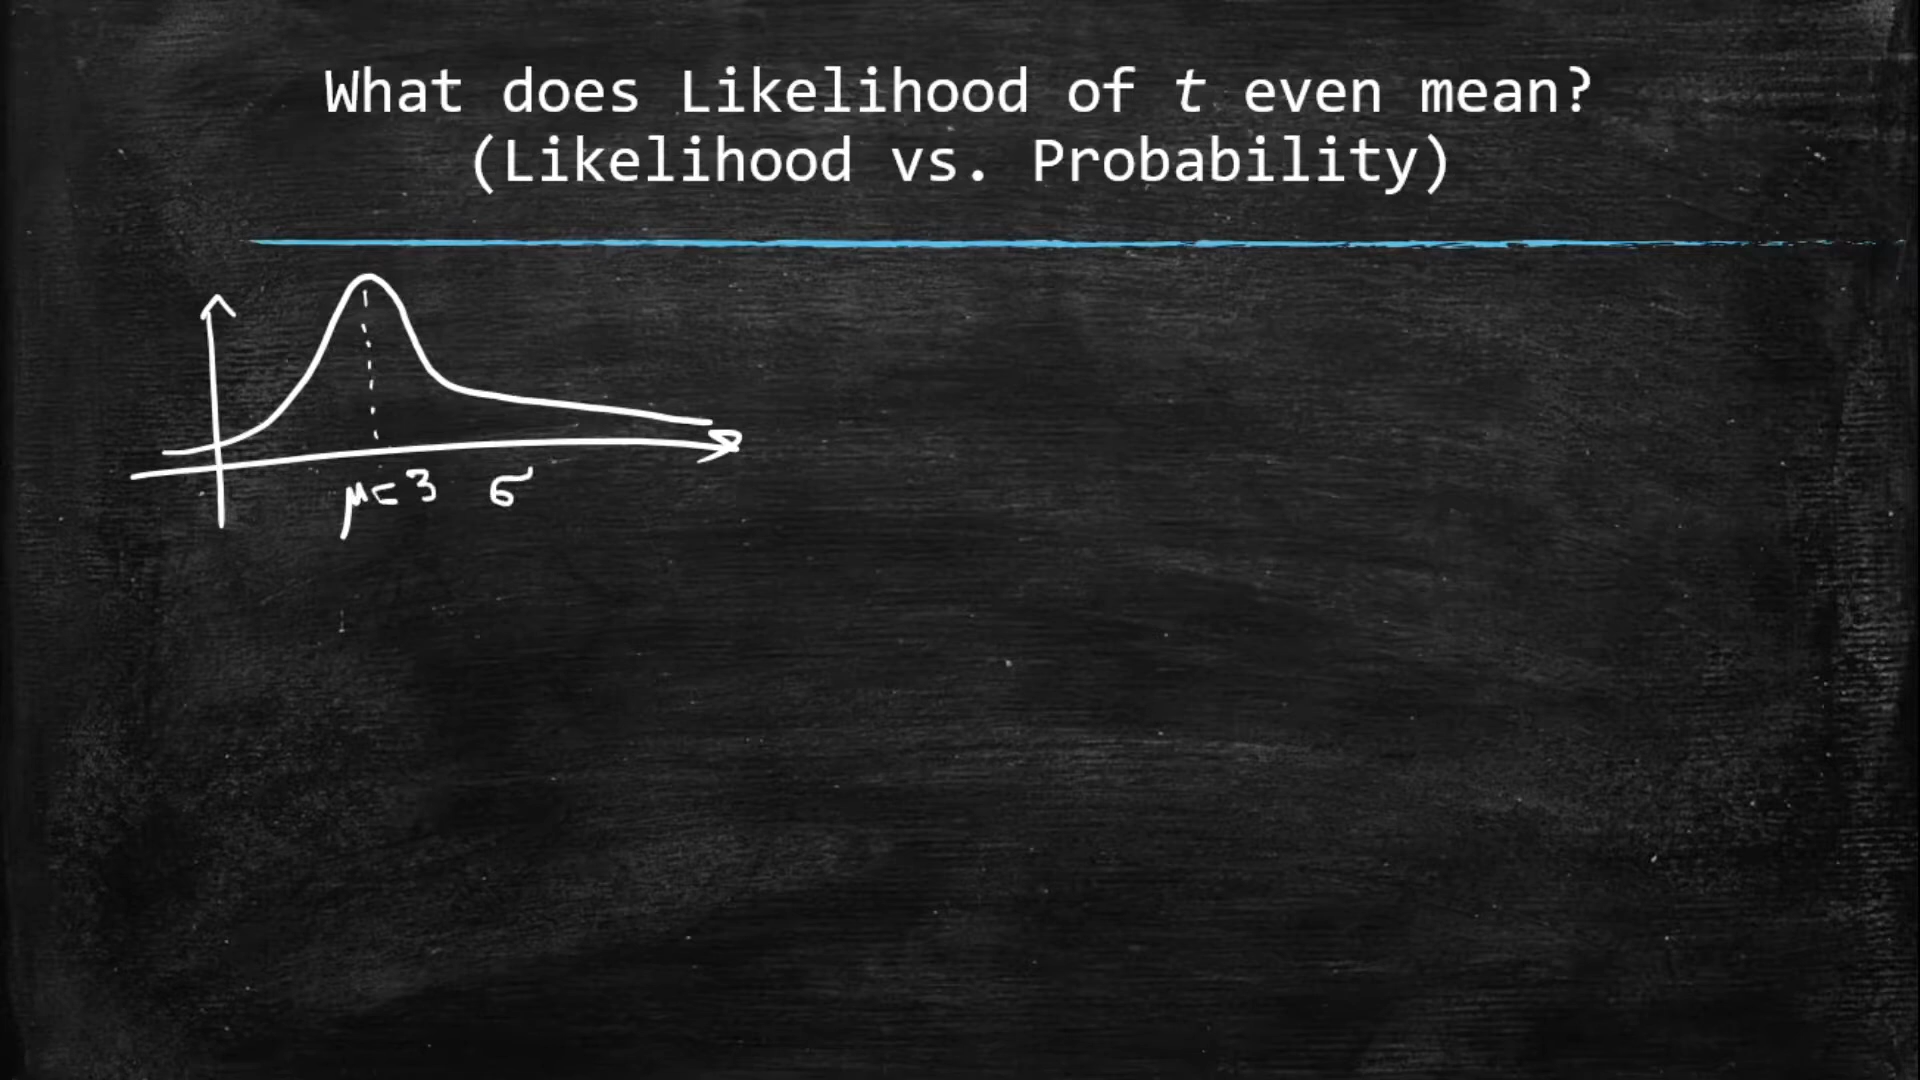 What does Likelihood of t even mean?
(Likelihood vs. Probability)
μ = 3 σ